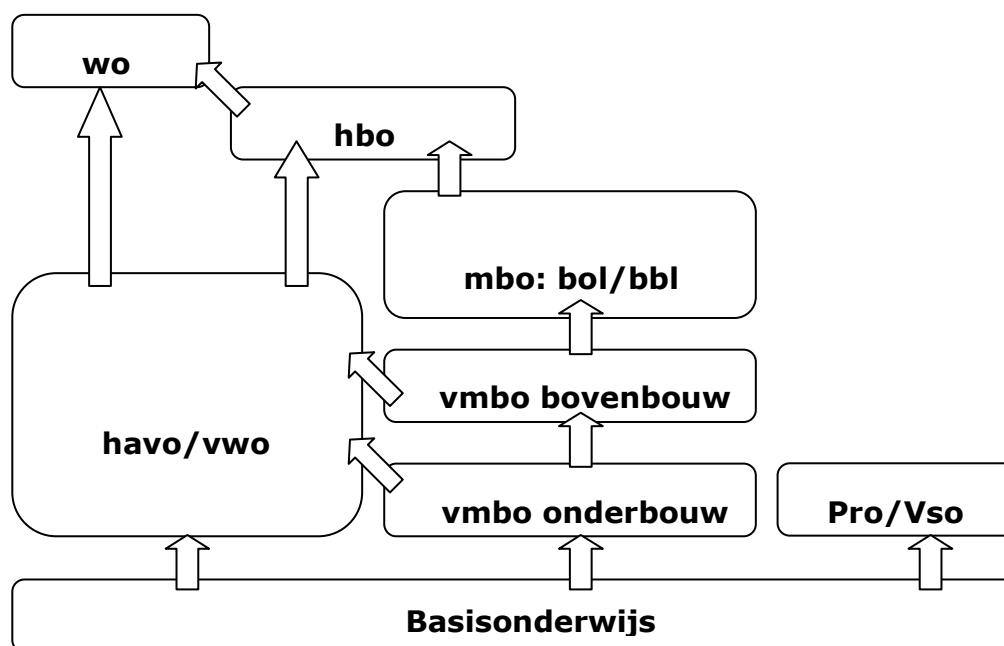 wo
hbo
mbo: bol/bbl
vmbo bovenbouw
havo/vwo
vmbo onderbouw
Pro/Vso
Basisonderwijs